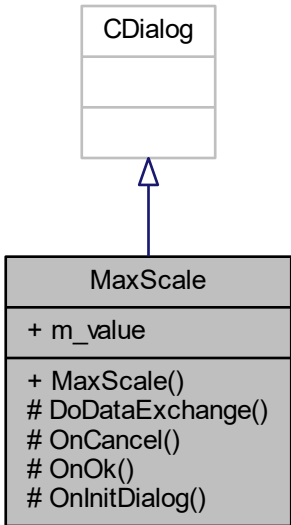 CDialog
MaxScale
+ m_value
+ MaxScale()
# DoDataExchange()
# OnCancel()
# OnOk()
# OnInitDialog()